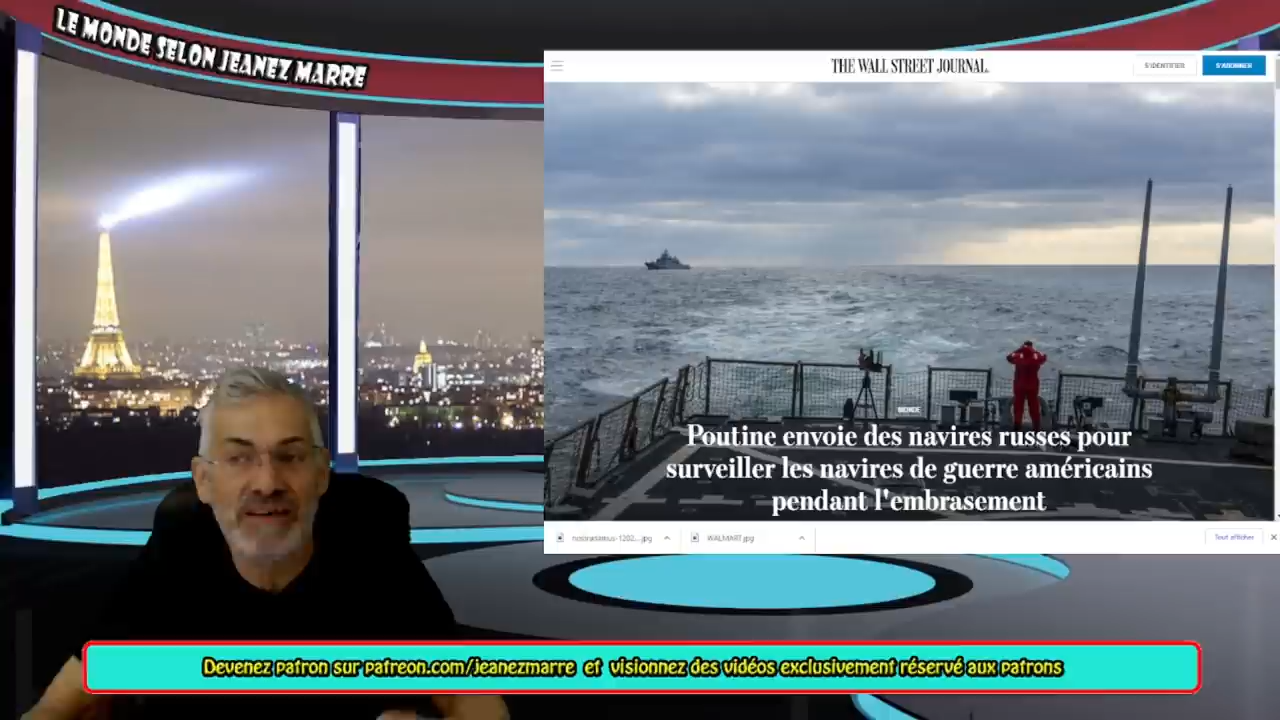 LE MONDE SELON JEANEZ MARRE
THE WALL STREET JOURNAL.
S'IDENTIFIER
S'ABONNER
MONDE
Poutine envoie des navires russes pour
surveiller les navires de guerre américains
pendant l'embrasement
WALMART.jpg
Tout afficher
Devenez patron sur patreon.com/jeanezmarre et visionnez des vidéos exclusivement réservé aux patrons